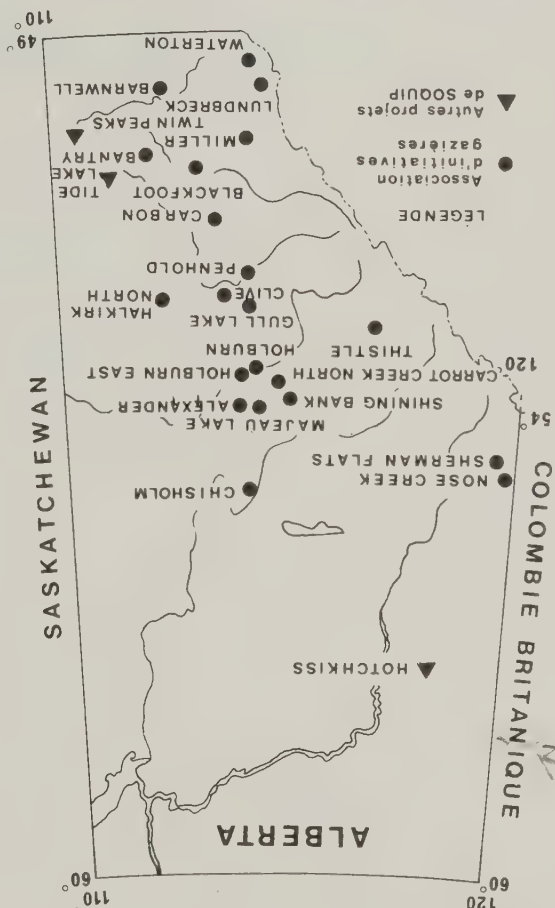 120
110
60°
60°
ALBERTA
COLOMBIE BRITANIQUE
SASKATCHEWAN
HOTCHKISS
CHISHOLM
NOSE CREEK
SHERMAN FLATS
54°
120
MAJEAU LAKE
ALEXANDER
SHINING BANK
CARROT CREEK NORTH
HOLBURN EAST
HOLBURN
THISTLE
GULL LAKE
CLIVE
HALKIRK
NORTH
PENHOLD
CARBON
BLACKFOOT
TIDE
LAKE
BANTRY
MILLER
TWIN PEAKS
LUNDBRECK
BARNWELL
WATERTON
49°
110
LÉGENDE
Association
d'initiatives
gazières
Autres projets
de SOQUIP